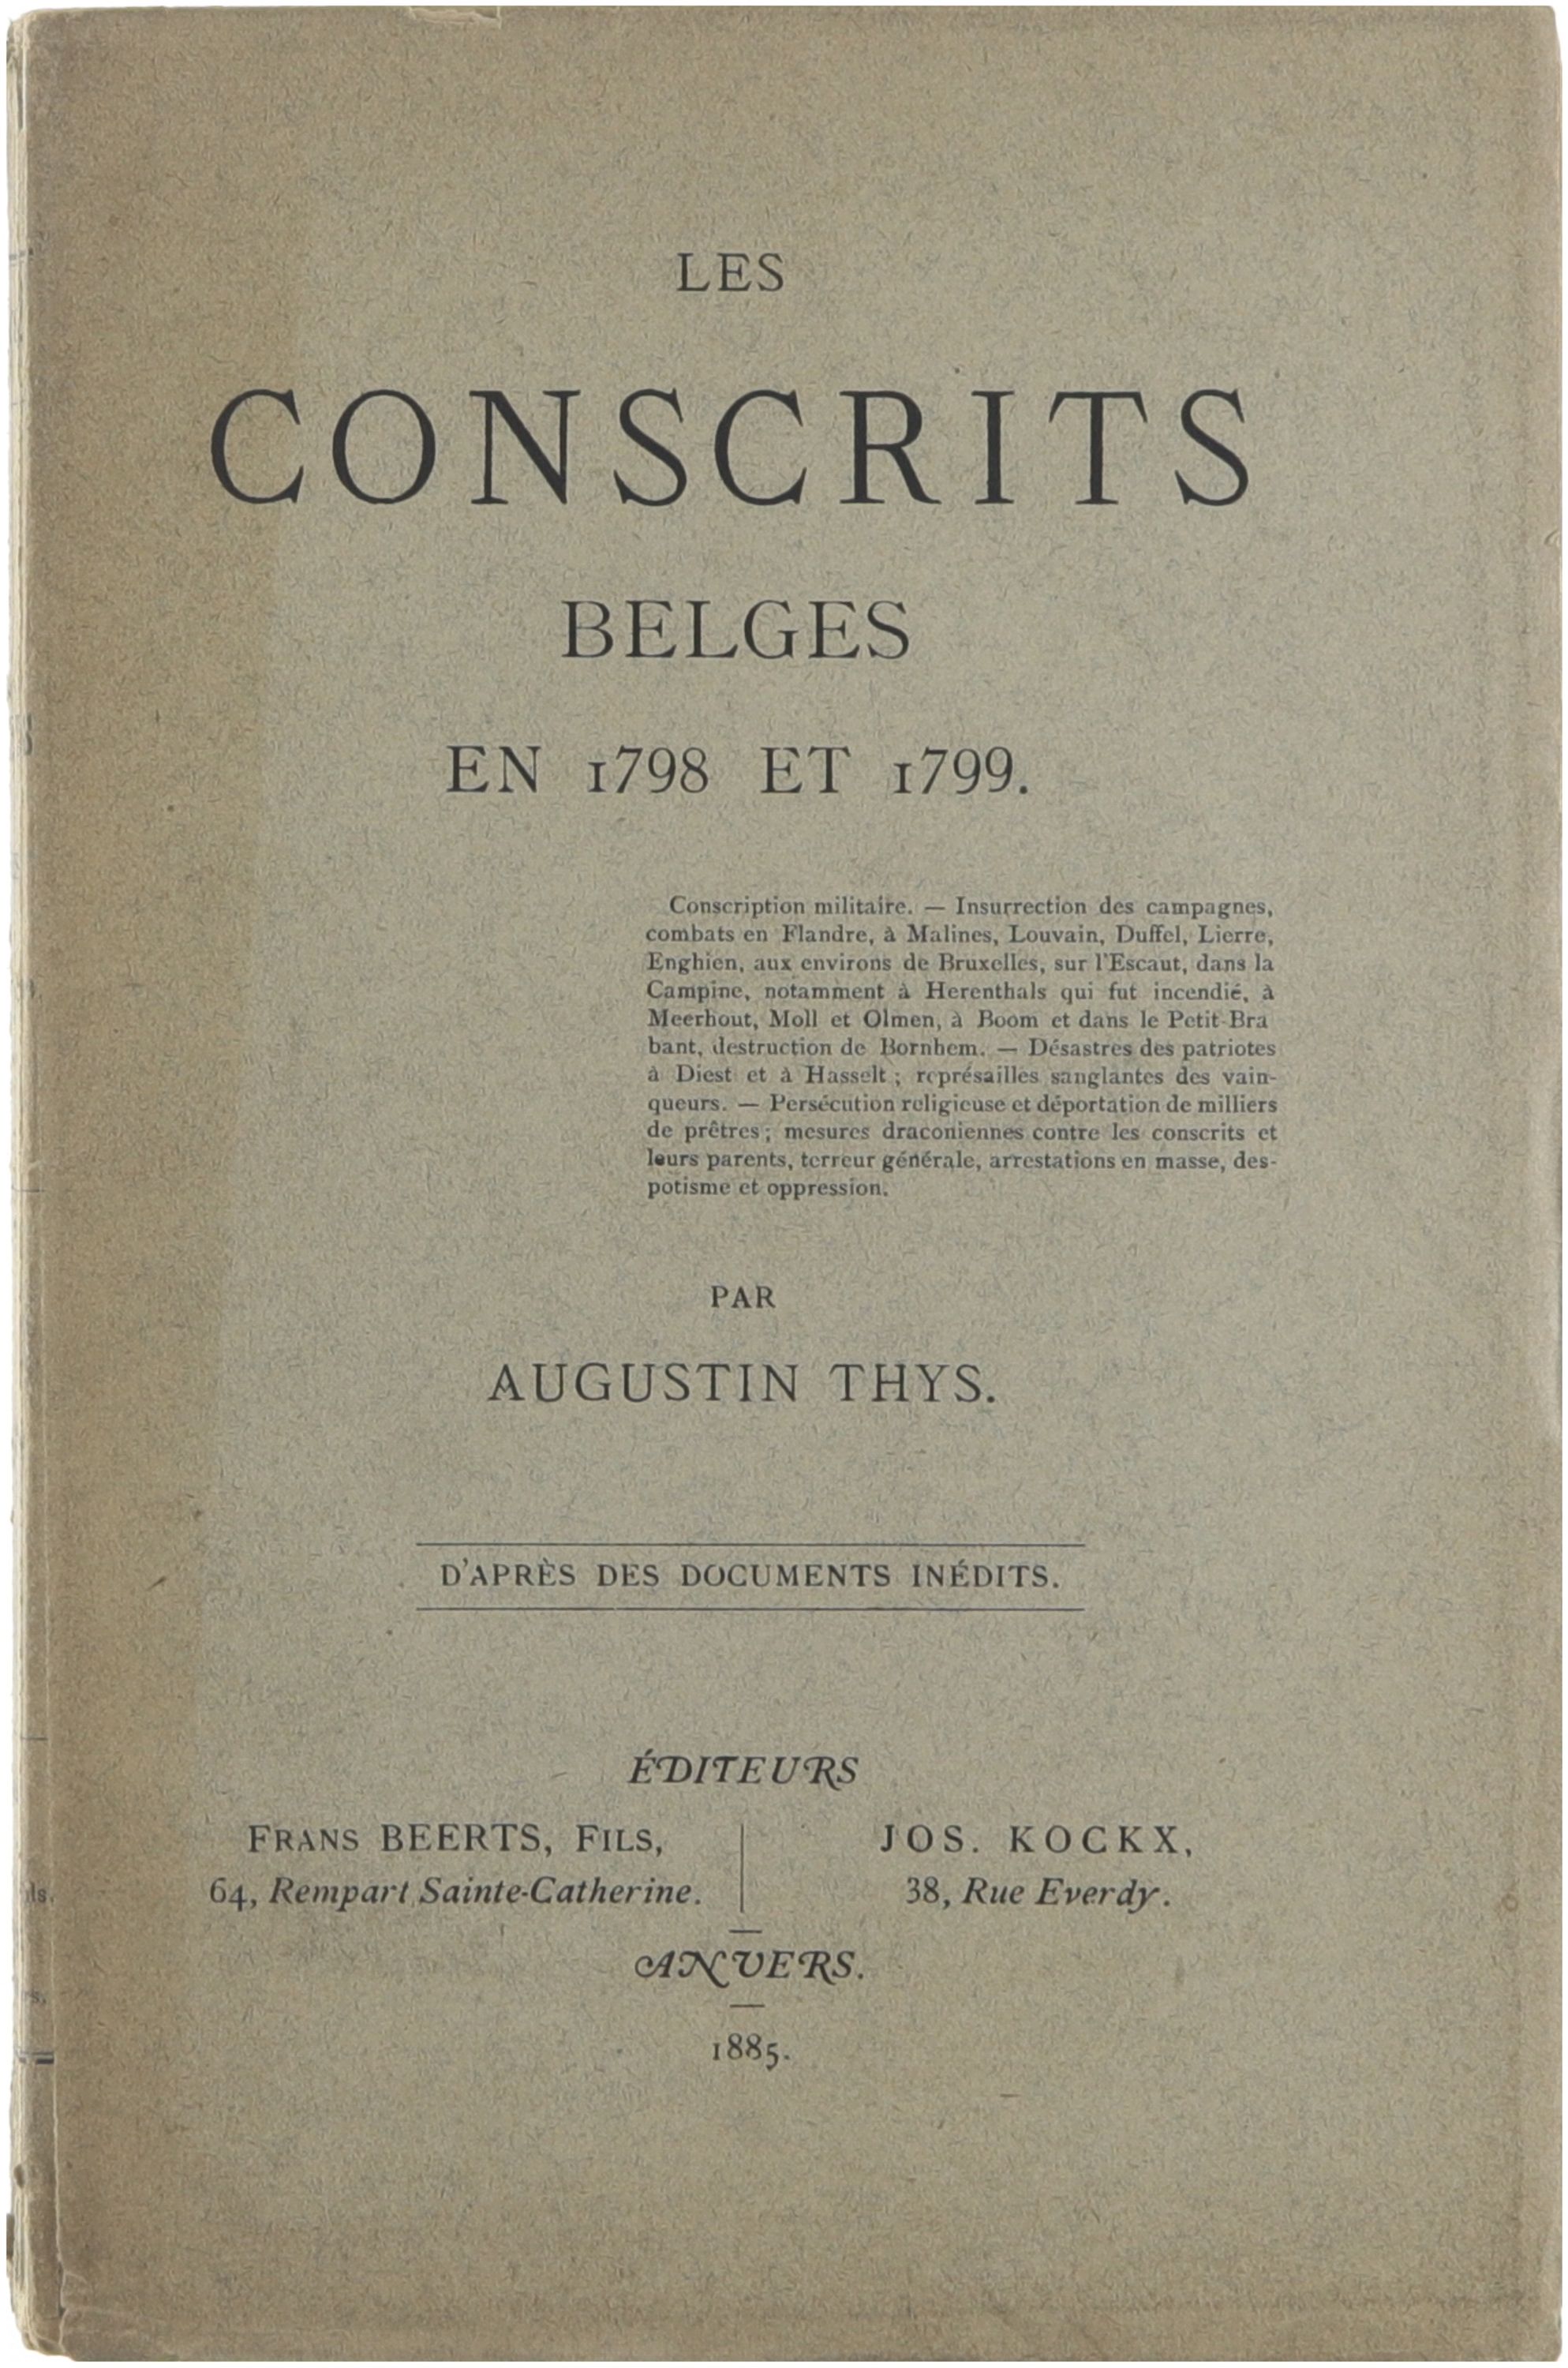 LES
CONSCRITS
BELGES
EN 1798 ET 1799.
Conscription militaire. — Insurrection des campagnes,
combats en Flandre, à Malines, Louvain, Duffel, Lierre,
Enghien, aux environs de Bruxelles, sur l'Escaut, dans la
Campine, notamment à Herenthals qui fut incendié, à
Meerhout, Moll et Olmen, à Boom et dans le Petit-Bra
bant, destruction de Bornhem. — Désastres des patriotes
à Diest et à Hasselt ; représailles sanglantes des vain-
queurs. — Persécution religieuse et déportation de milliers
de prêtres ; mesures draconiennes contre les conscrits et
leurs parents, terreur générale, arrestations en masse, des-
potisme et oppression.
PAR
AUGUSTIN THYS.
D'APRÈS DES DOCUMENTS INÉDITS.
ÉDITEURS
FRANS BEERTS, FILS,
64, Rempart Sainte-Catherine.
JOS. KOCKX,
38, Rue Everdy.
ANVERS.
1885.